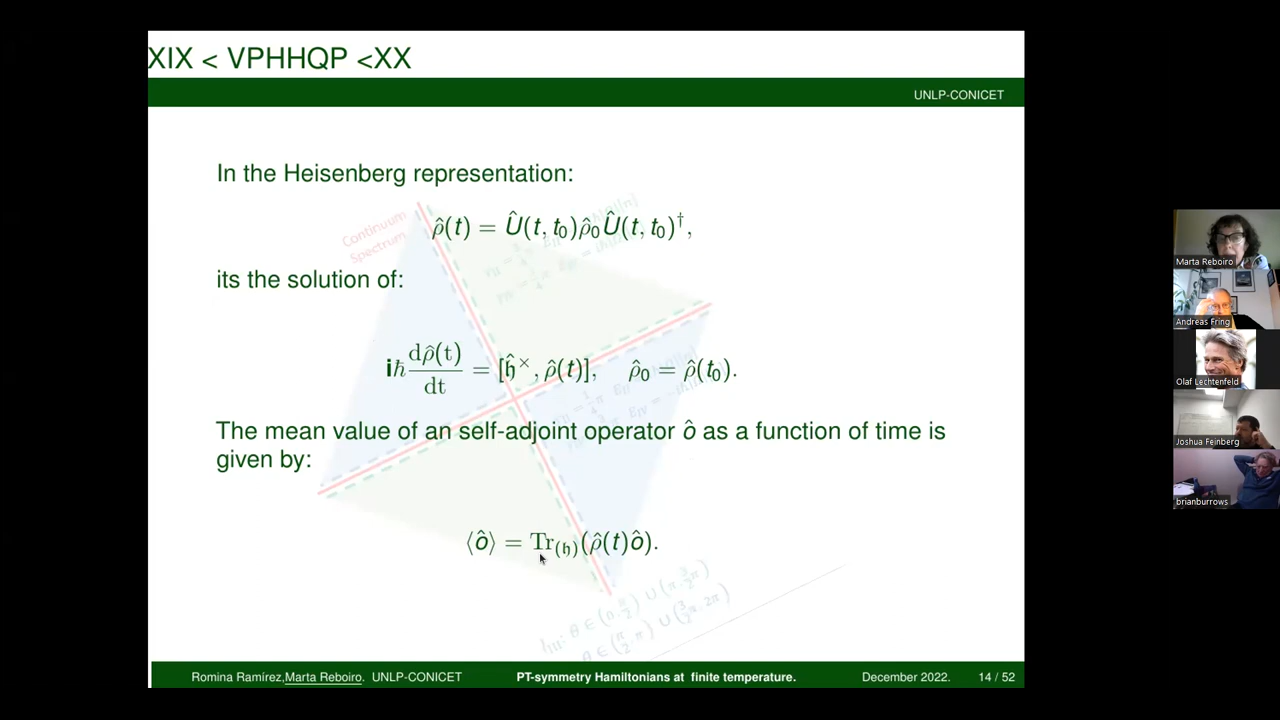 XIX < VPHHQP <XX
UNLP-CONICET
In the Heisenberg representation:
ρ̂(t) = Û(t, t₀)ρ̂₀Û(t, t₀)†,
its the solution of:
iħ dρ̂(t)/dt = [𝔥̂×, ρ̂(t)], ρ̂₀ = ρ̂(t₀).
The mean value of an self-adjoint operator ô as a function of time is
given by:
⟨ô⟩ = Tr(𝔥)(ρ̂(t)ô).
Continuum
Spectrum
Romina Ramírez,Marta Reboiro. UNLP-CONICET PT-symmetry Hamiltonians at finite temperature. December 2022. 14 / 52
Marta Reboiro
Andreas Fring
Olaf Lechtenfeld
Joshua Feinberg
brianburrows